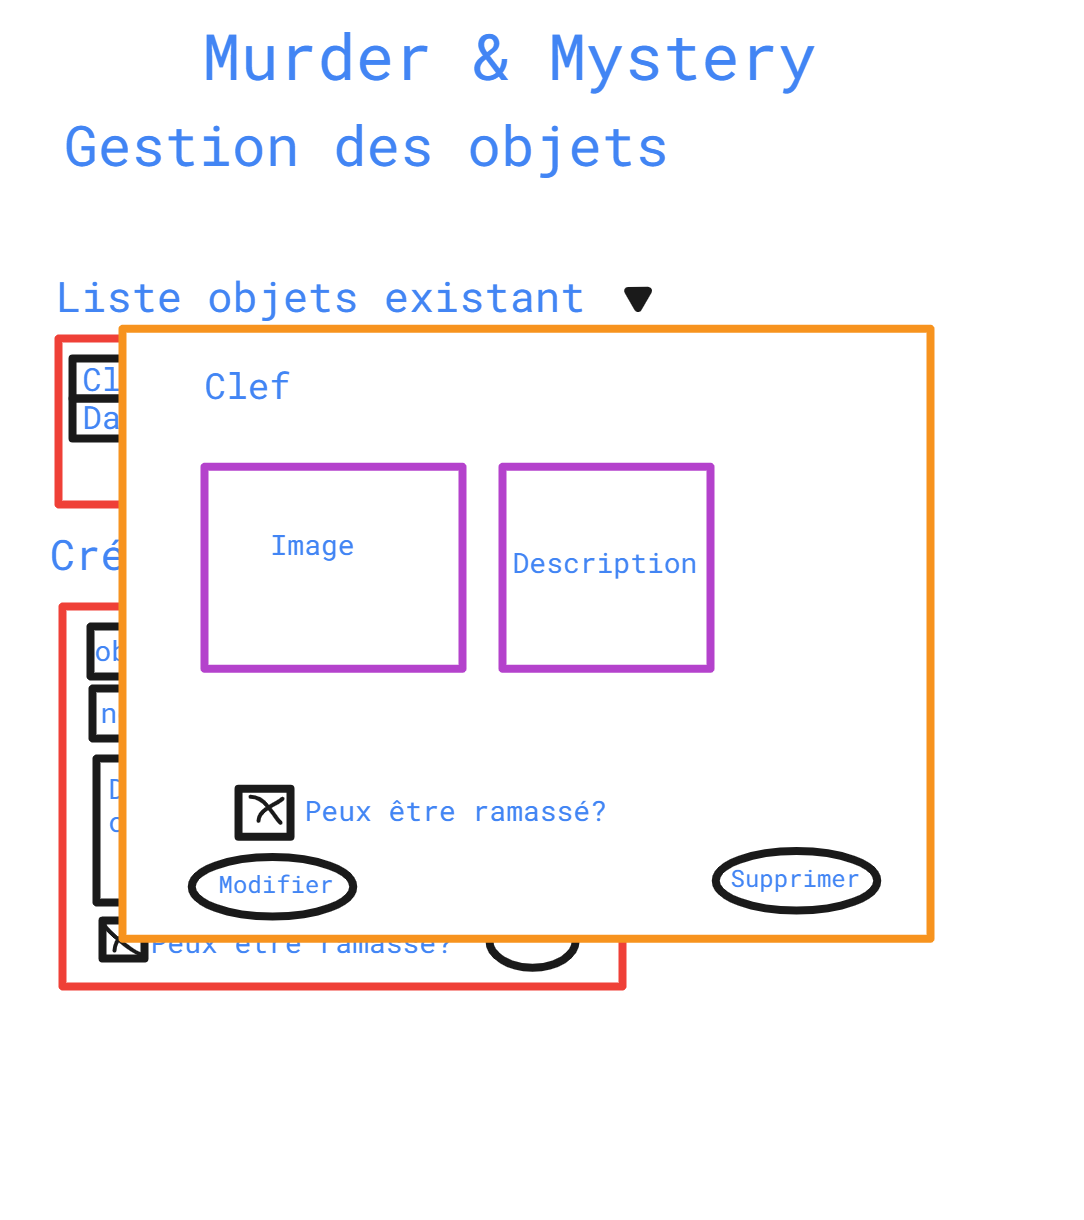 Murder & Mystery
Gestion des objets
Liste objets existant
Cl
Da
Clef
Image
Description
Cré
ob
n
Peux être ramassé?
Modifier
Supprimer
Peux être ramassé?